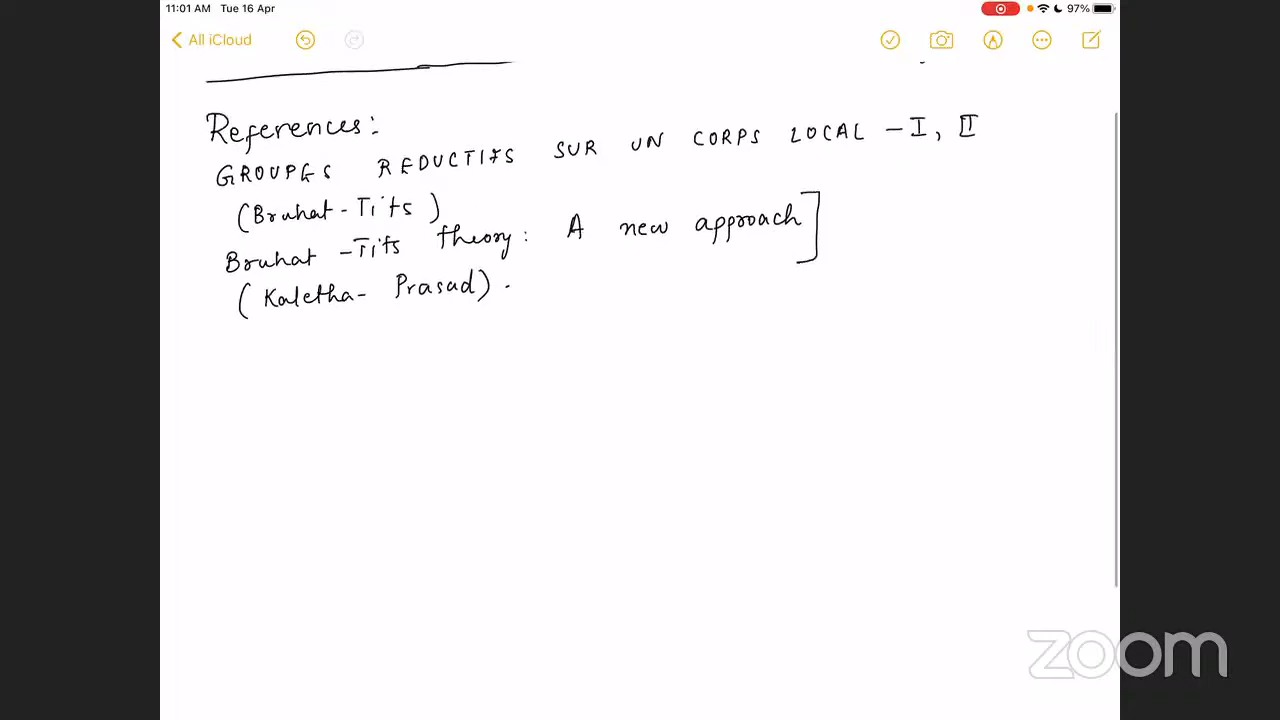 11:01 AM Tue 16 Apr
97%
All iCloud
References:
GROUPES REDUCTIFS SUR UN CORPS LOCAL - I, II
(Bruhat - Tits)
Bruhat - Tits theory: A new approach]
(Kaletha - Prasad).
zoom